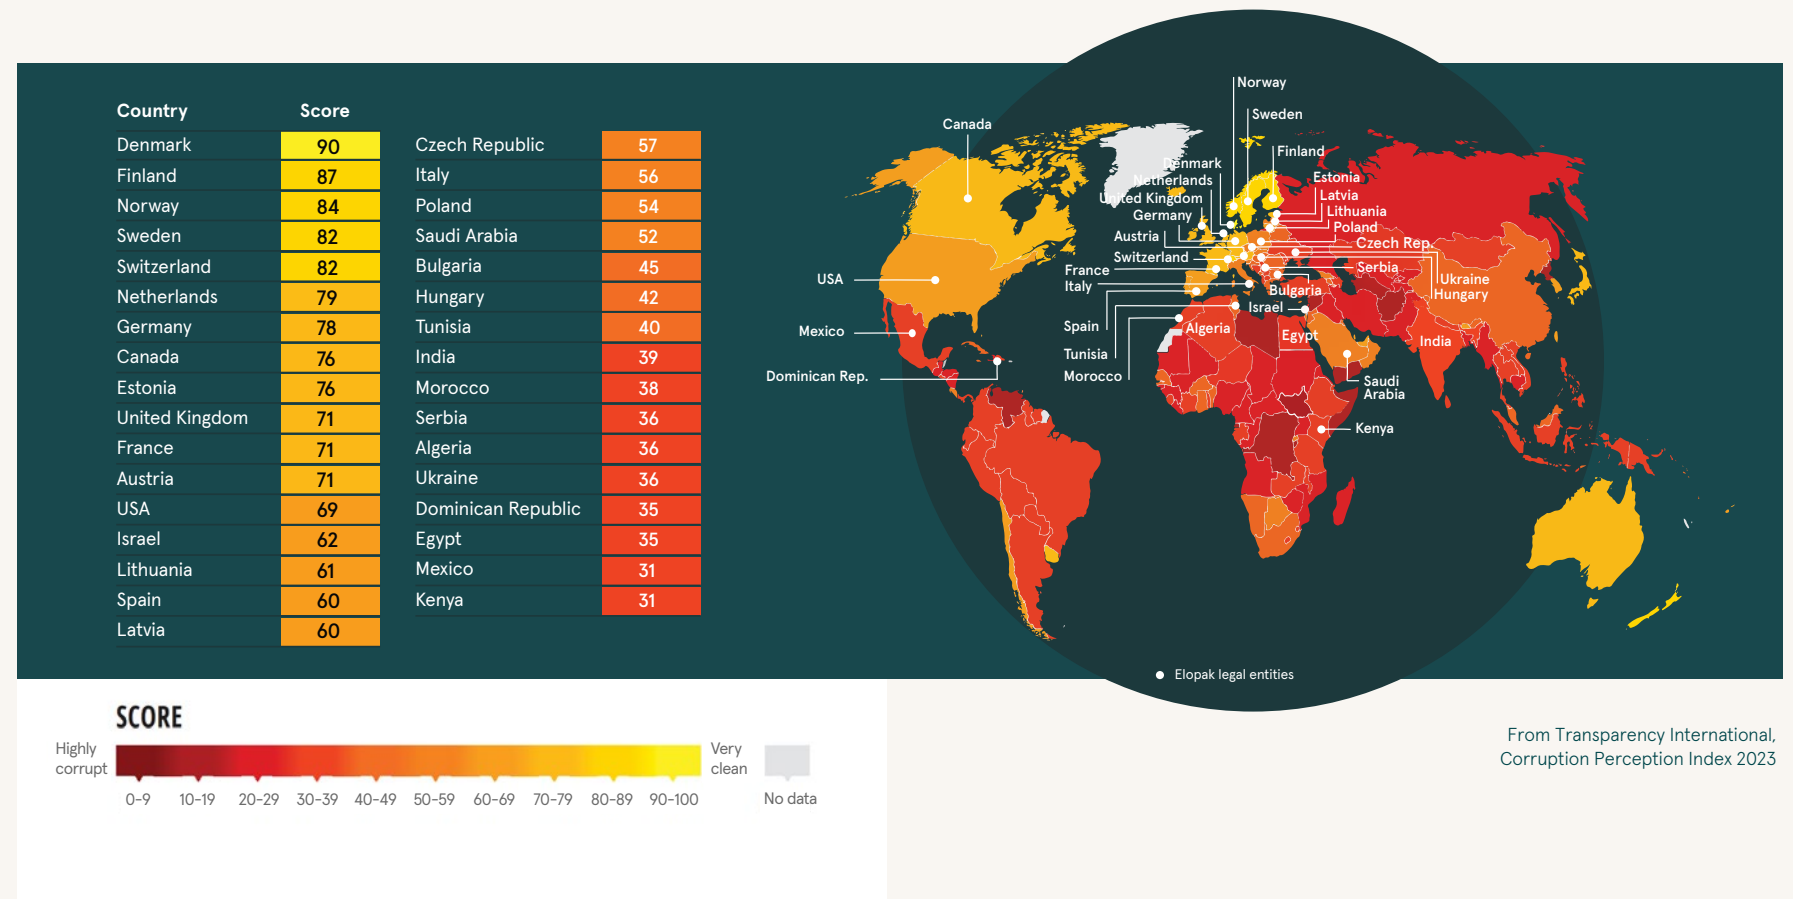 Country Score
Denmark 90
Finland 87
Norway 84
Sweden 82
Switzerland 82
Netherlands 79
Germany 78
Canada 76
Estonia 76
United Kingdom 71
France 71
Austria 71
USA 69
Israel 62
Lithuania 61
Spain 60
Latvia 60
Czech Republic 57
Italy 56
Poland 54
Saudi Arabia 52
Bulgaria 45
Hungary 42
Tunisia 40
India 39
Morocco 38
Serbia 36
Algeria 36
Ukraine 36
Dominican Republic 35
Egypt 35
Mexico 31
Kenya 31
Norway
Sweden
Canada
Finland
Denmark
Netherlands
Estonia
United Kingdom
Latvia
Germany
Lithuania
Poland
Austria
Czech Rep.
Switzerland
Serbia
France
Italy
USA
Ukraine
Bulgaria
Hungary
Israel
Spain
Algeria
Mexico
Egypt
India
Tunisia
Morocco
Dominican Rep.
Saudi
Arabia
Kenya
Elopak legal entities
SCORE
Highly
corrupt
Very
clean
0-9 10-19 20-29 30-39 40-49 50-59 60-69 70-79 80-89 90-100 No data
From Transparency International,
Corruption Perception Index 2023